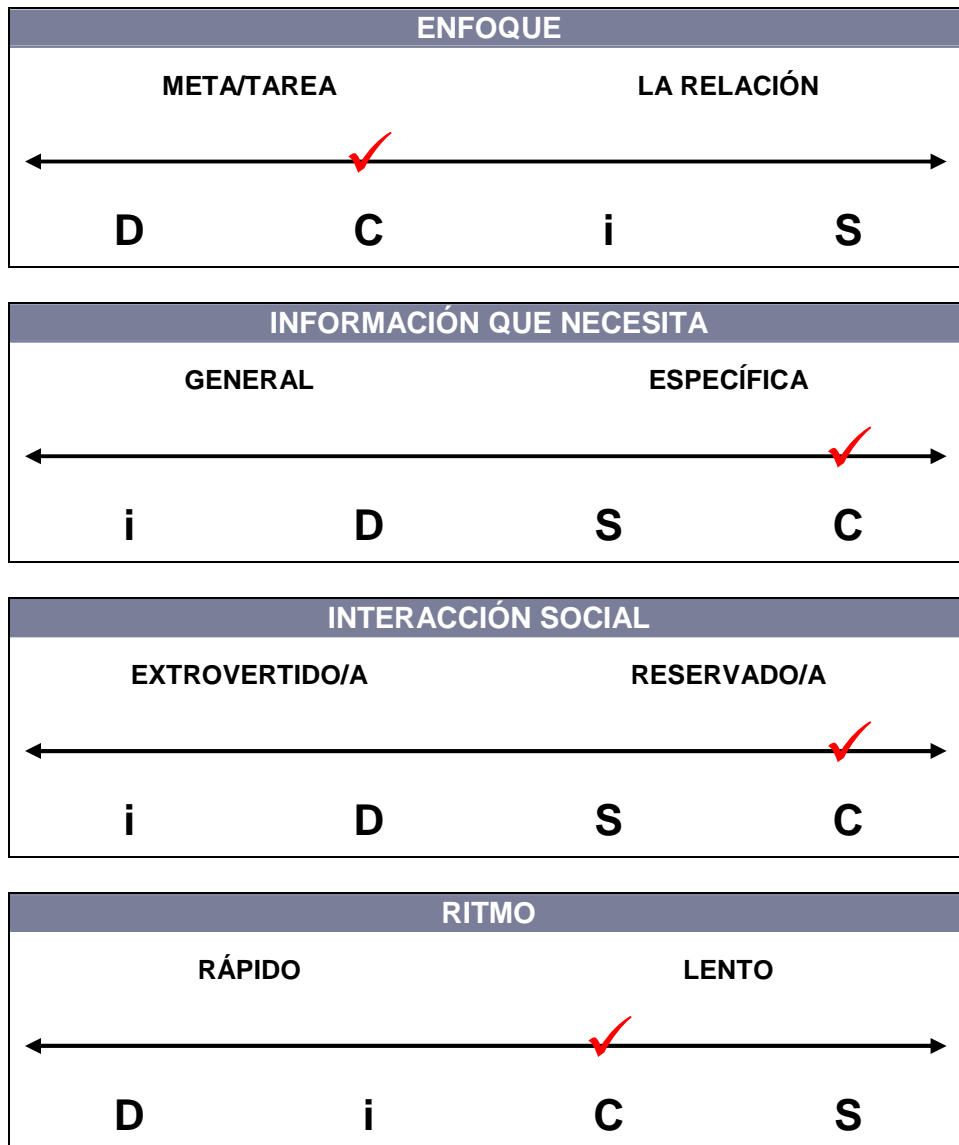 ENFOQUE
META/TAREA LA RELACIÓN
D C i S
INFORMACIÓN QUE NECESITA
GENERAL ESPECÍFICA
i D S C
INTERACCIÓN SOCIAL
EXTROVERTIDO/A RESERVADO/A
i D S C
RITMO
RÁPIDO LENTO
D i C S